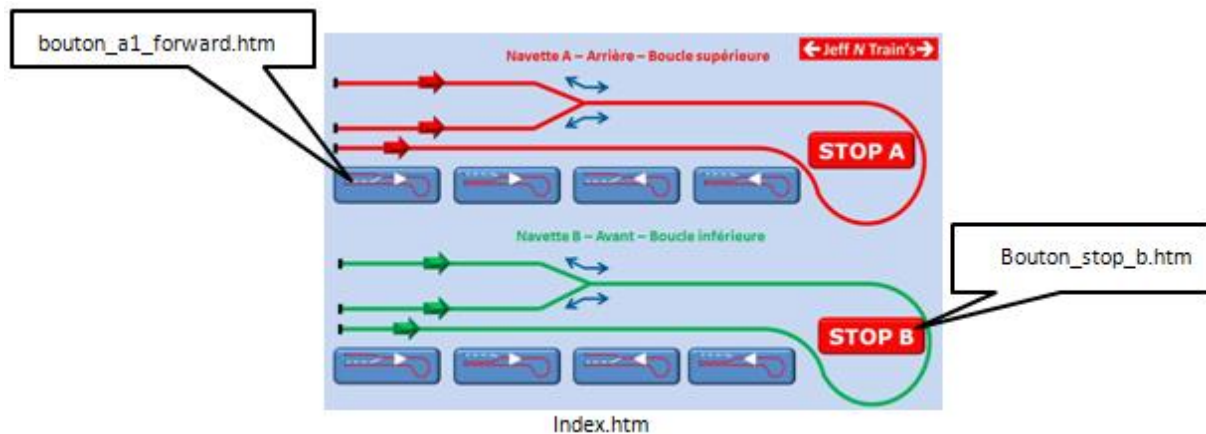 bouton_a1_forward.htm
Navette A – Arrière – Boucle supérieure
←Jeff N Train's→
STOP A
Navette B – Avant – Boucle inférieure
Bouton_stop_b.htm
STOP B
Index.htm